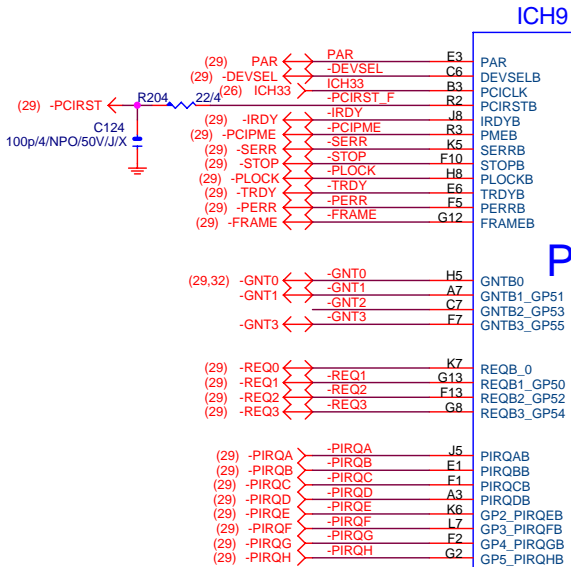 ICH9
(29) PAR PAR E3 PAR
(29) -DEVSEL -DEVSEL C6 DEVSELB
(26) ICH33 ICH33 B3 PCICLK
(29) -PCIRST R204 22/4 -PCIRST_F R2 PCIRSTB
(29) -IRDY -IRDY J8 IRDYB
(29) -PCIPME -PCIPME R3 PMEB
C124
100p/4/NPO/50V/J/X
(29) -SERR -SERR K5 SERRB
(29) -STOP -STOP F10 STOPB
(29) -PLOCK -PLOCK H8 PLOCKB
(29) -TRDY -TRDY E6 TRDYB
(29) -PERR -PERR F5 PERRB
(29) -FRAME -FRAME G12 FRAMEB
P
(29,32) -GNT0 -GNT0 H5 GNTB0
-GNT1 -GNT1 A7 GNTB1_GP51
-GNT2 C7 GNTB2_GP53
-GNT3 -GNT3 F7 GNTB3_GP55
(29) -REQ0 K7 REQB_0
(29) -REQ1 -REQ1 G13 REQB1_GP50
(29) -REQ2 -REQ2 F13 REQB2_GP52
(29) -REQ3 -REQ3 G8 REQB3_GP54
(29) -PIRQA -PIRQA J5 PIRQAB
(29) -PIRQB -PIRQB E1 PIRQBB
(29) -PIRQC -PIRQC F1 PIRQCB
(29) -PIRQD -PIRQD A3 PIRQDB
(29) -PIRQE -PIRQE K6 GP2_PIRQEB
(29) -PIRQF -PIRQF L7 GP3_PIRQFB
(29) -PIRQG -PIRQG F2 GP4_PIRQGB
(29) -PIRQH -PIRQH G2 GP5_PIRQHB